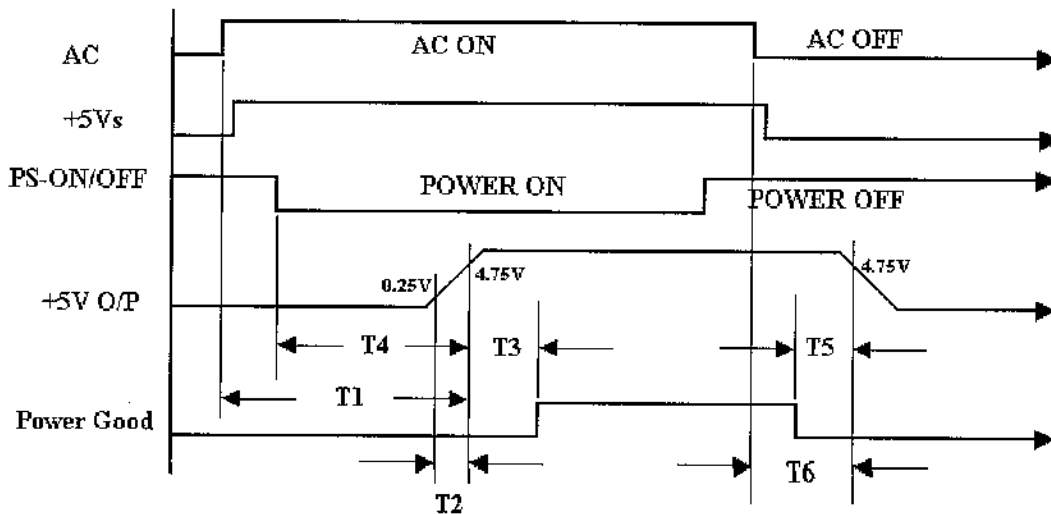 AC
AC ON
AC OFF
+5Vs
PS-ON/OFF
POWER ON
POWER OFF
+5V O/P
0.25V
4.75V
4.75V
T4
T3
T5
T1
Power Good
T6
T2